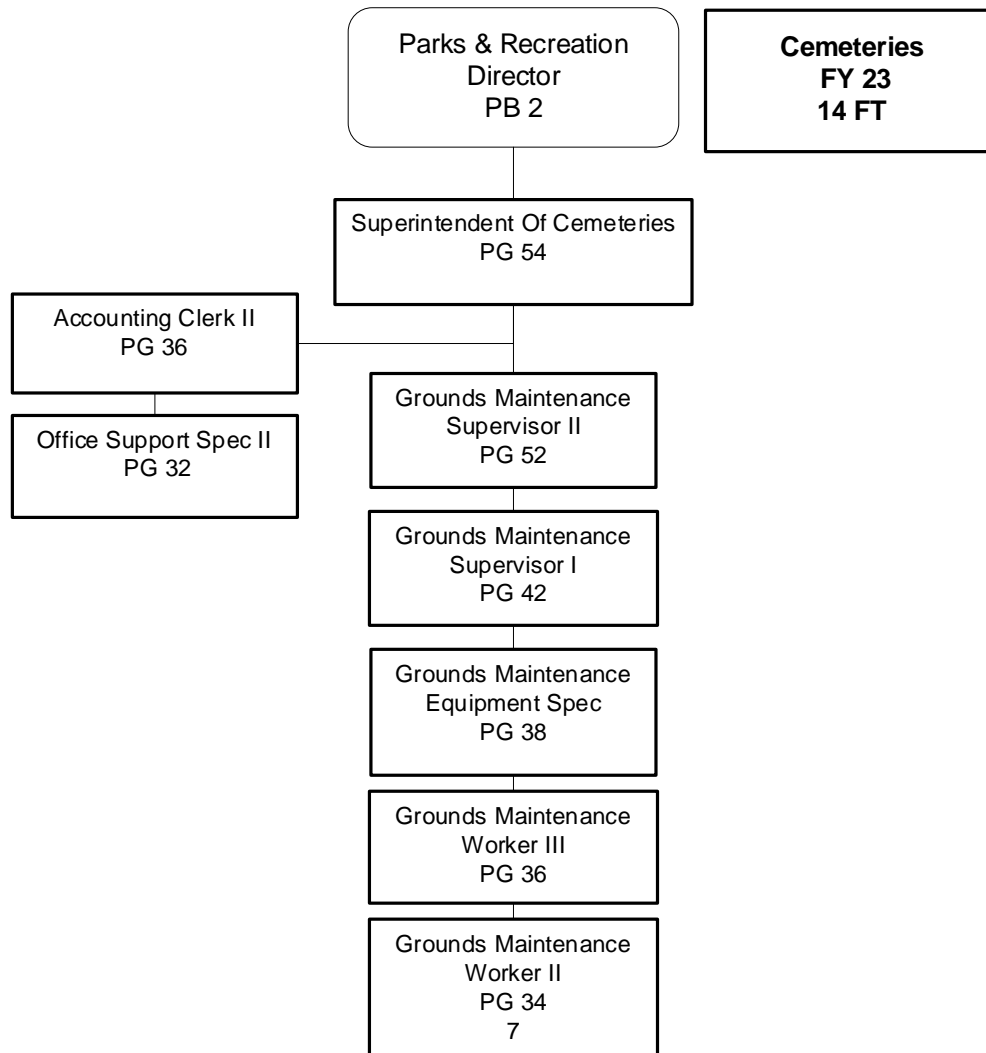 Parks & Recreation
Director
PB 2
Cemeteries
FY 23
14 FT
Superintendent Of Cemeteries
PG 54
Accounting Clerk II
PG 36
Office Support Spec II
PG 32
Grounds Maintenance
Supervisor II
PG 52
Grounds Maintenance
Supervisor I
PG 42
Grounds Maintenance
Equipment Spec
PG 38
Grounds Maintenance
Worker III
PG 36
Grounds Maintenance
Worker II
PG 34
7